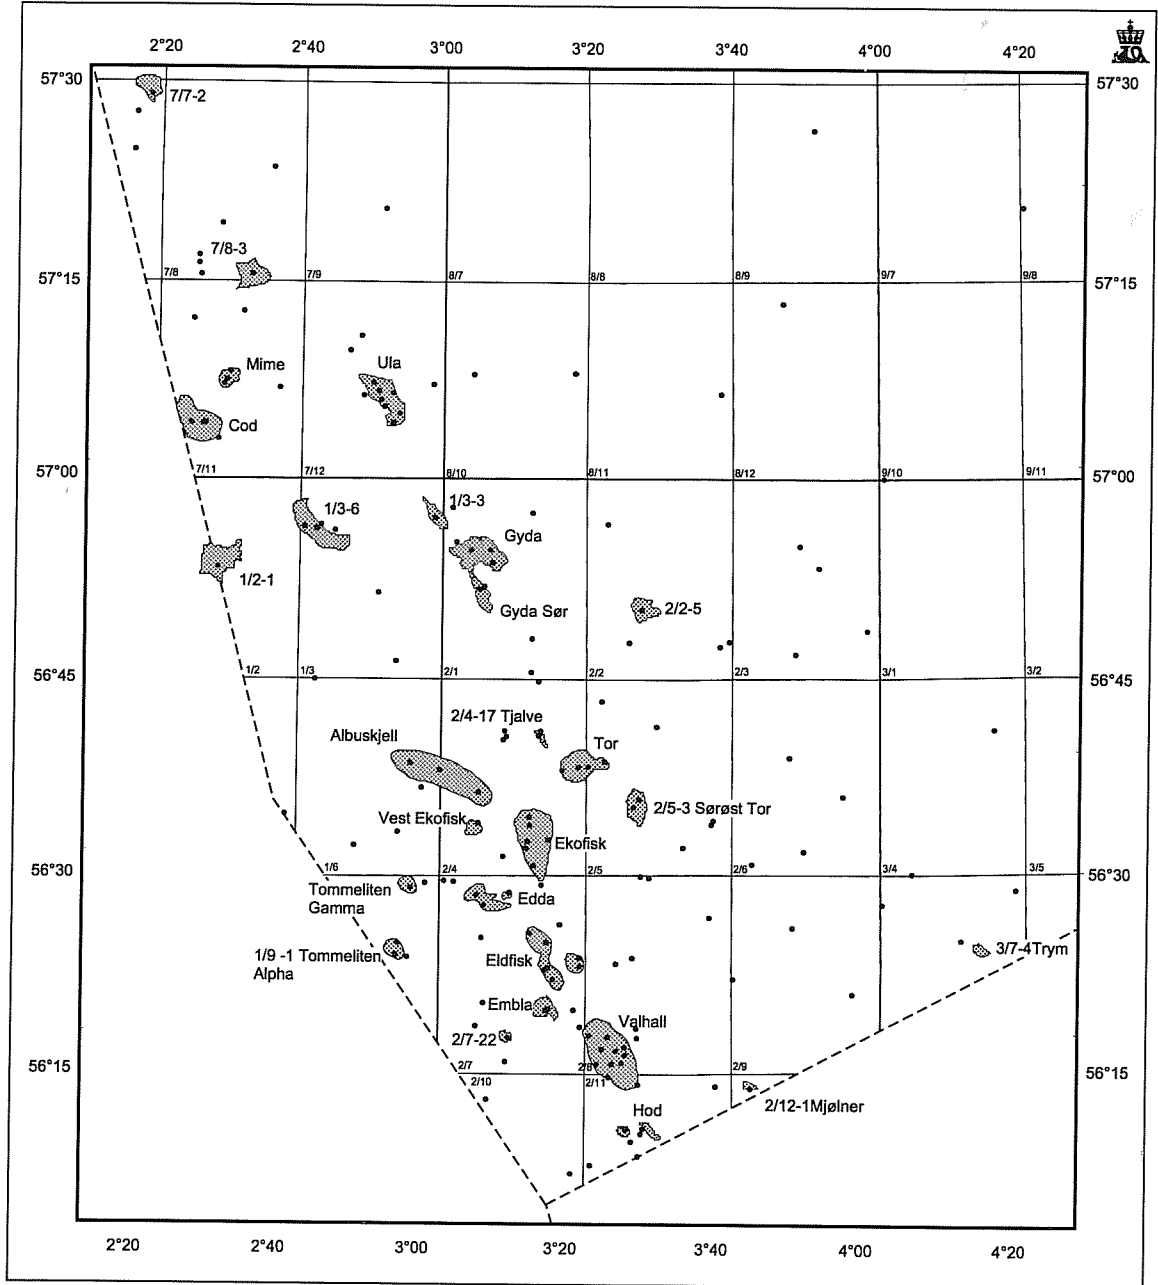 2°20 2°40 3°00 3°20 3°40 4°00 4°20
57°30 57°30
7/7-2
7/8-3
57°15 7/8 7/9 8/7 8/8 8/9 9/7 9/8 57°15
Mime Ula
Cod
57°00 7/11 7/12 8/10 8/11 8/12 9/10 9/11 57°00
1/3-6 1/3-3
Gyda
1/2-1
Gyda Sør 2/2-5
56°45 1/2 1/3 2/1 2/2 2/3 3/1 3/2 56°45
2/4-17 Tjalve
Albuskjell Tor
2/5-3 Sørøst Tor
Vest Ekofisk
Ekofisk
56°30 1/6 2/4 2/5 2/6 3/4 3/5 56°30
Tommeliten
Gamma
Edda
1/9 -1 Tommeliten
Alpha
Eldfisk
3/7-4Trym
Embla
Valhall
2/7-22
56°15 2/7 2/8 2/9 56°15
2/10 2/11
Hod
2/12-1Mjølner
2°20 2°40 3°00 3°20 3°40 4°00 4°20